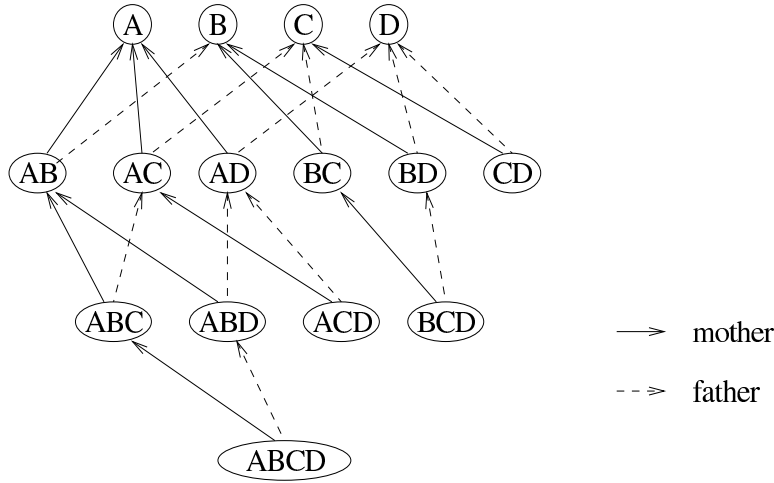 A B C D
AB AC AD BC BD CD
ABC ABD ACD BCD
mother
father
ABCD